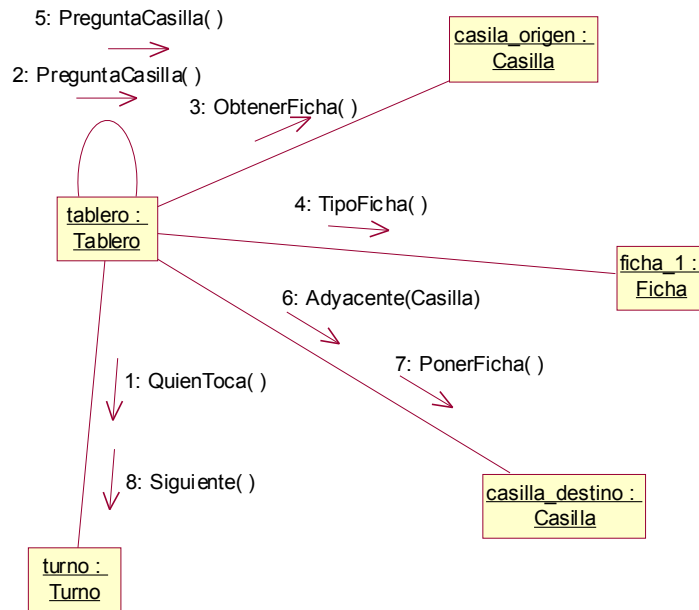 5: PreguntaCasilla( )
2: PreguntaCasilla( )
casila_origen :
Casilla
3: ObtenerFicha( )
tablero :
Tablero
4: TipoFicha( )
ficha_1 :
Ficha
6: Adyacente(Casilla)
7: PonerFicha( )
1: QuienToca( )
8: Siguiente( )
casilla_destino :
Casilla
turno :
Turno